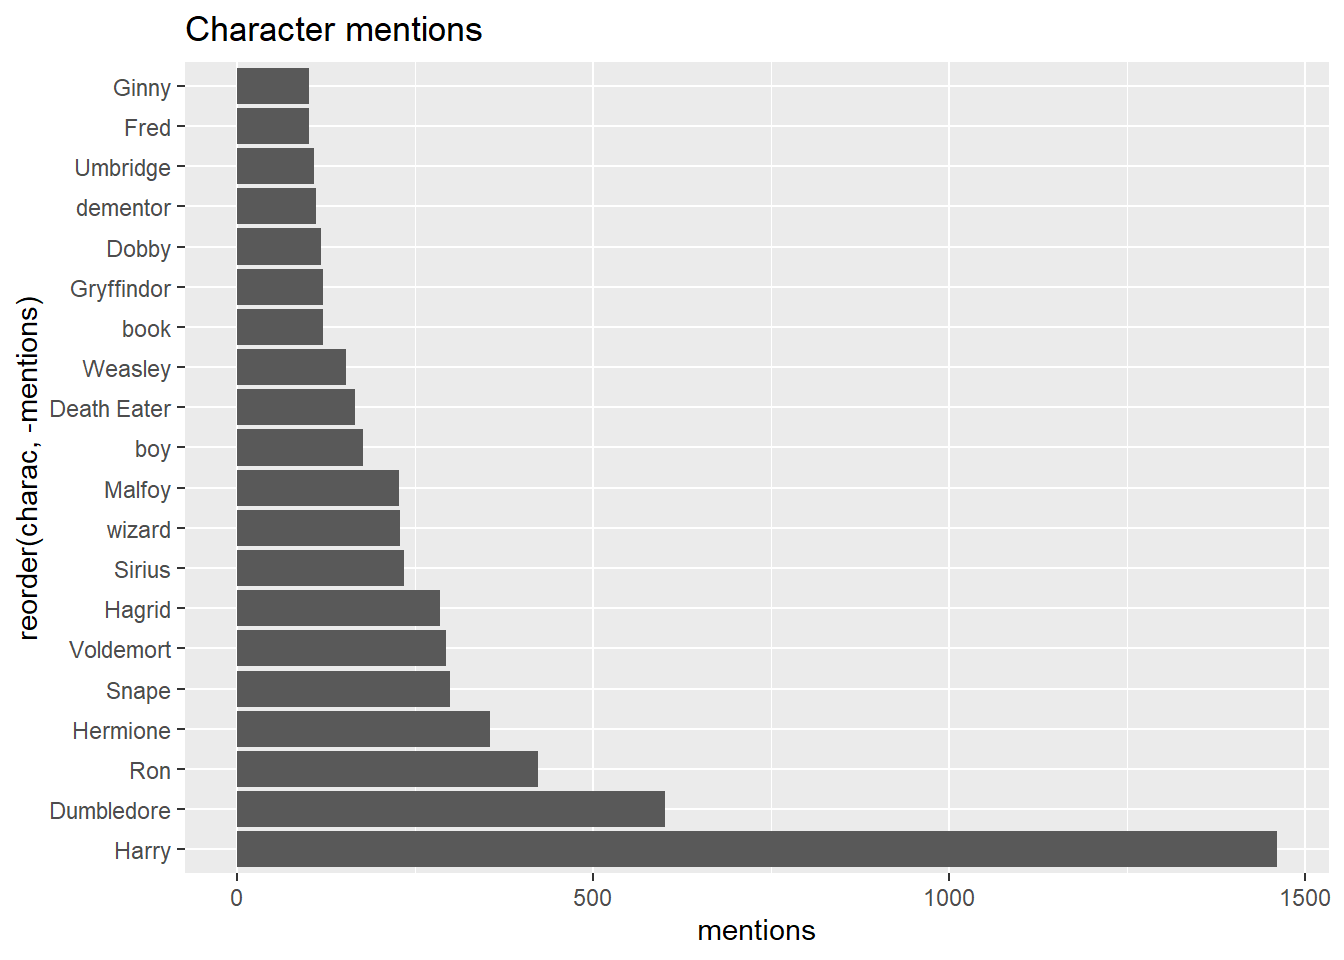 Character mentions
Ginny
Fred
Umbridge
dementor
Dobby
Gryffindor
book
Weasley
Death Eater
boy
Malfoy
wizard
Sirius
Hagrid
Voldemort
Snape
Hermione
Ron
Dumbledore
Harry
reorder(charac, -mentions)
0 500 1000 1500
mentions